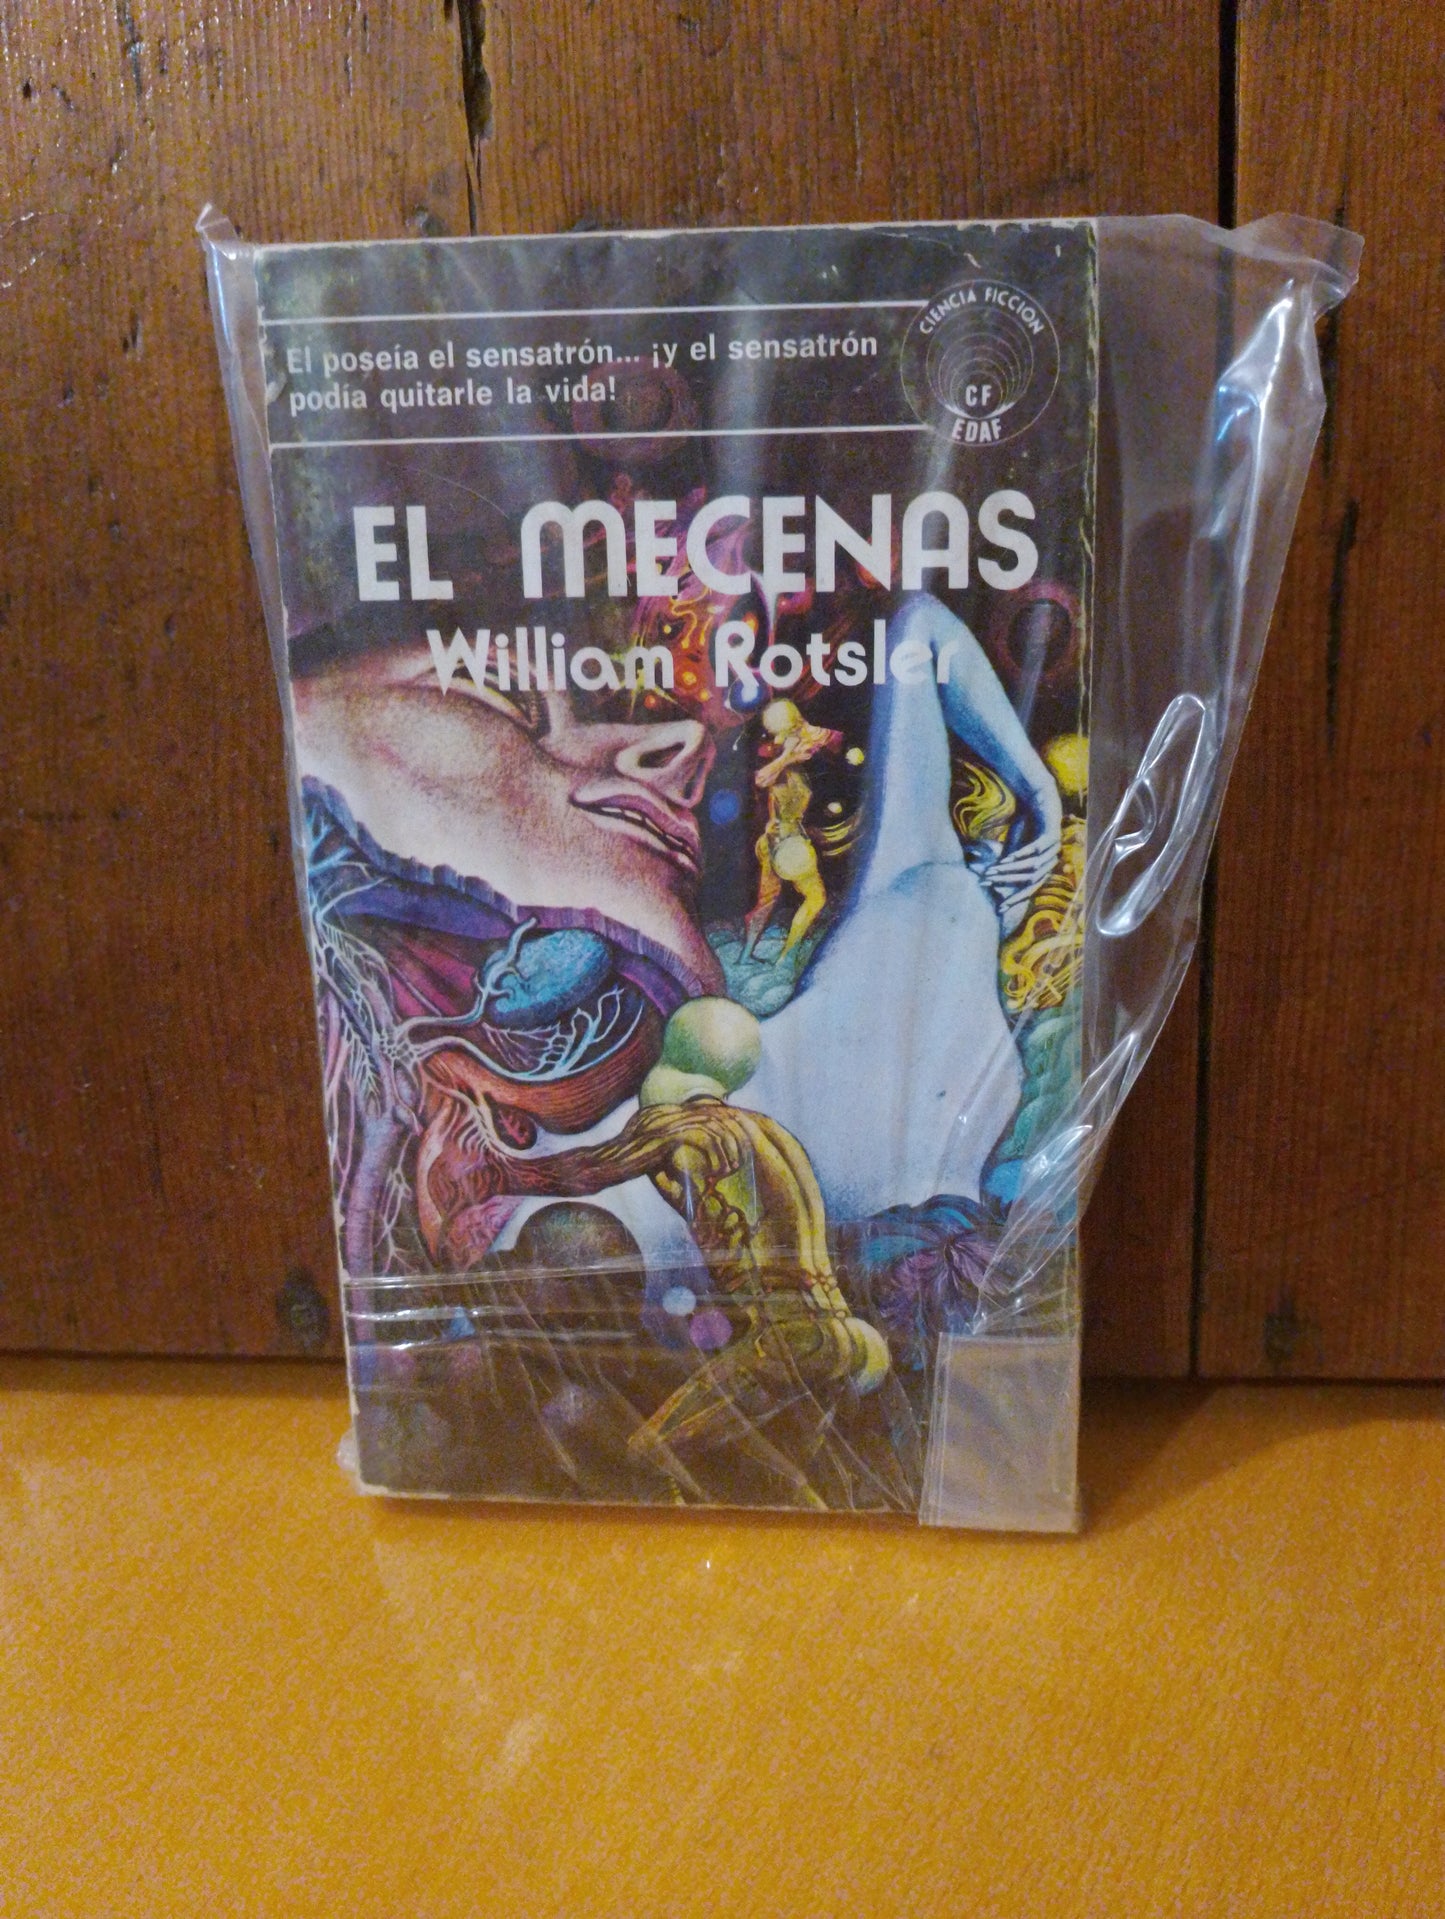 El poseía el sensatrón... ¡y el sensatrón
podía quitarle la vida!
CIENCIA FICCION
CF
EDAF
EL MECENAS
William Rotsler